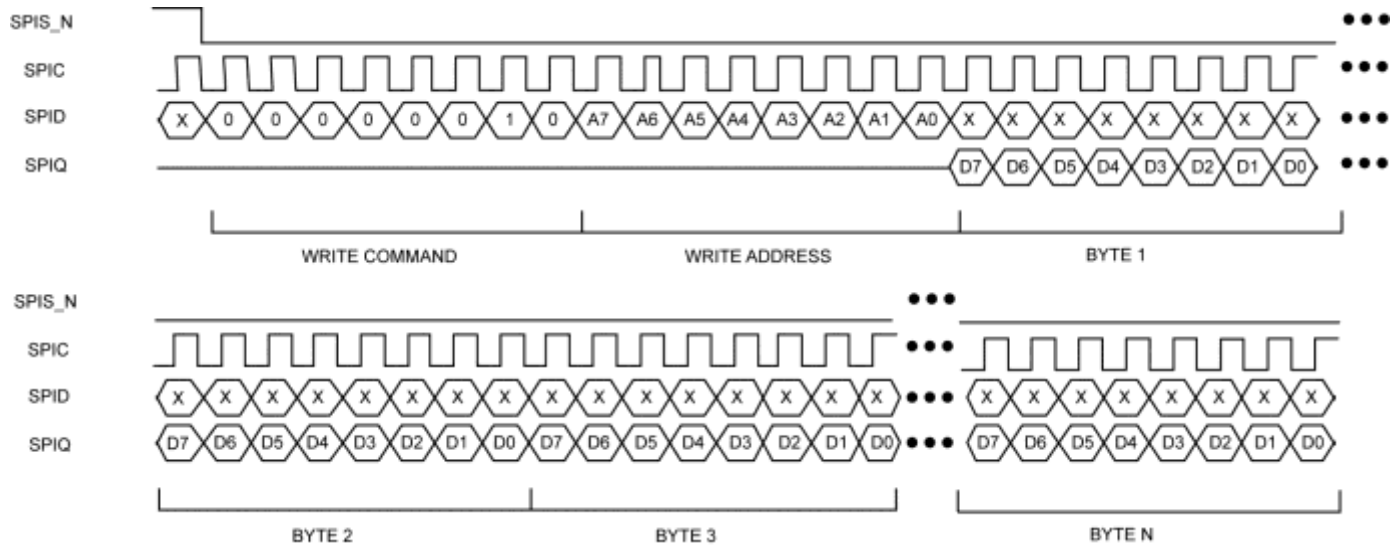 SPIS_N
SPIC
SPID X 0 0 0 0 0 0 1 0 A7 A6 A5 A4 A3 A2 A1 A0 X X X X X X X X
SPIQ D7 D6 D5 D4 D3 D2 D1 D0
WRITE COMMAND WRITE ADDRESS BYTE 1
SPIS_N
SPIC
SPID X X X X X X X X X X X X X X X X X X X X X X X X
SPIQ D7 D6 D5 D4 D3 D2 D1 D0 D7 D6 D5 D4 D3 D2 D1 D0 D7 D6 D5 D4 D3 D2 D1 D0
BYTE 2 BYTE 3 BYTE N